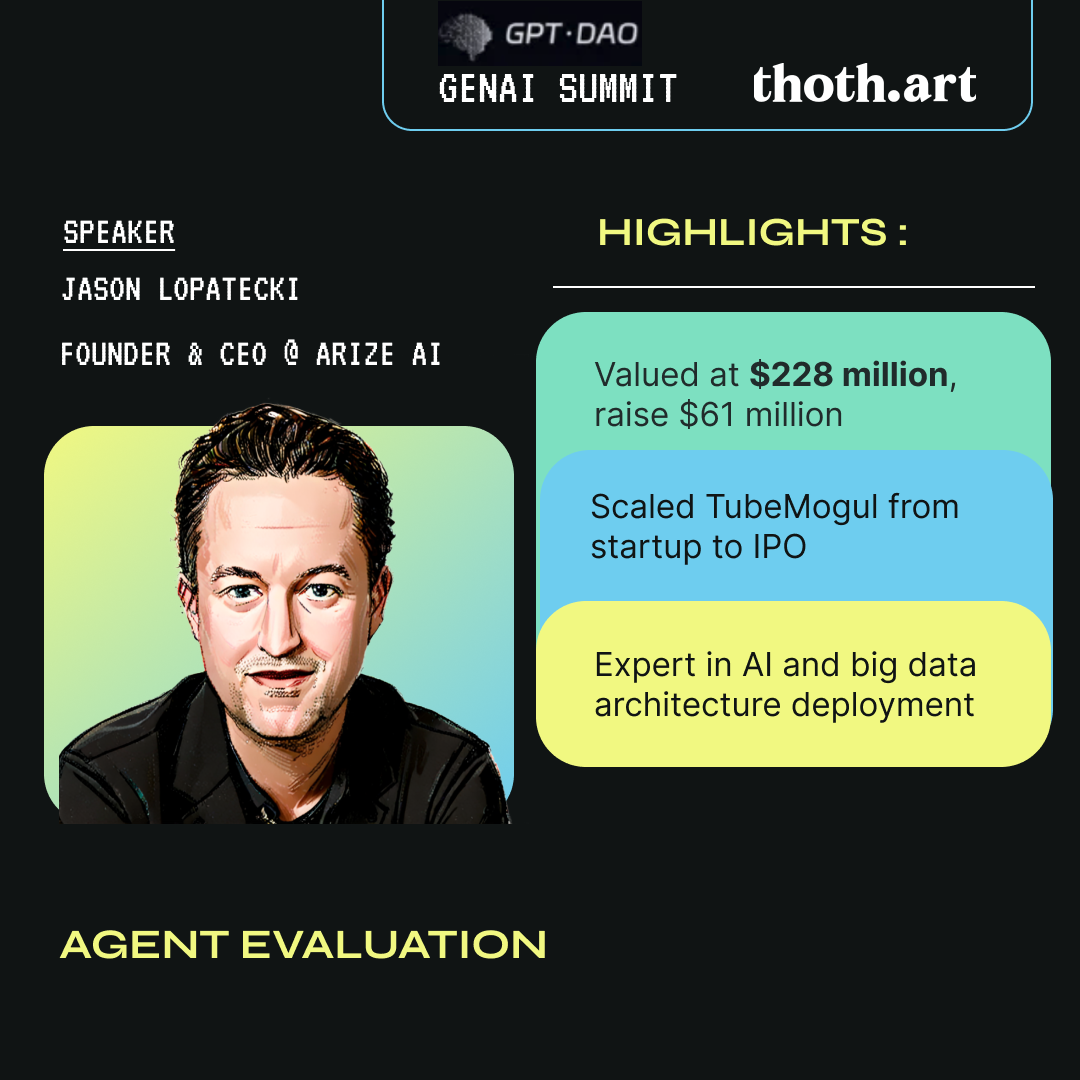 GPT·DAO
GENAI SUMMIT
thoth.art
SPEAKER
JASON LOPATECKI
FOUNDER & CEO @ ARIZE AI
HIGHLIGHTS :
Valued at $228 million,
raise $61 million
Scaled TubeMogul from
startup to IPO
Expert in AI and big data
architecture deployment
AGENT EVALUATION